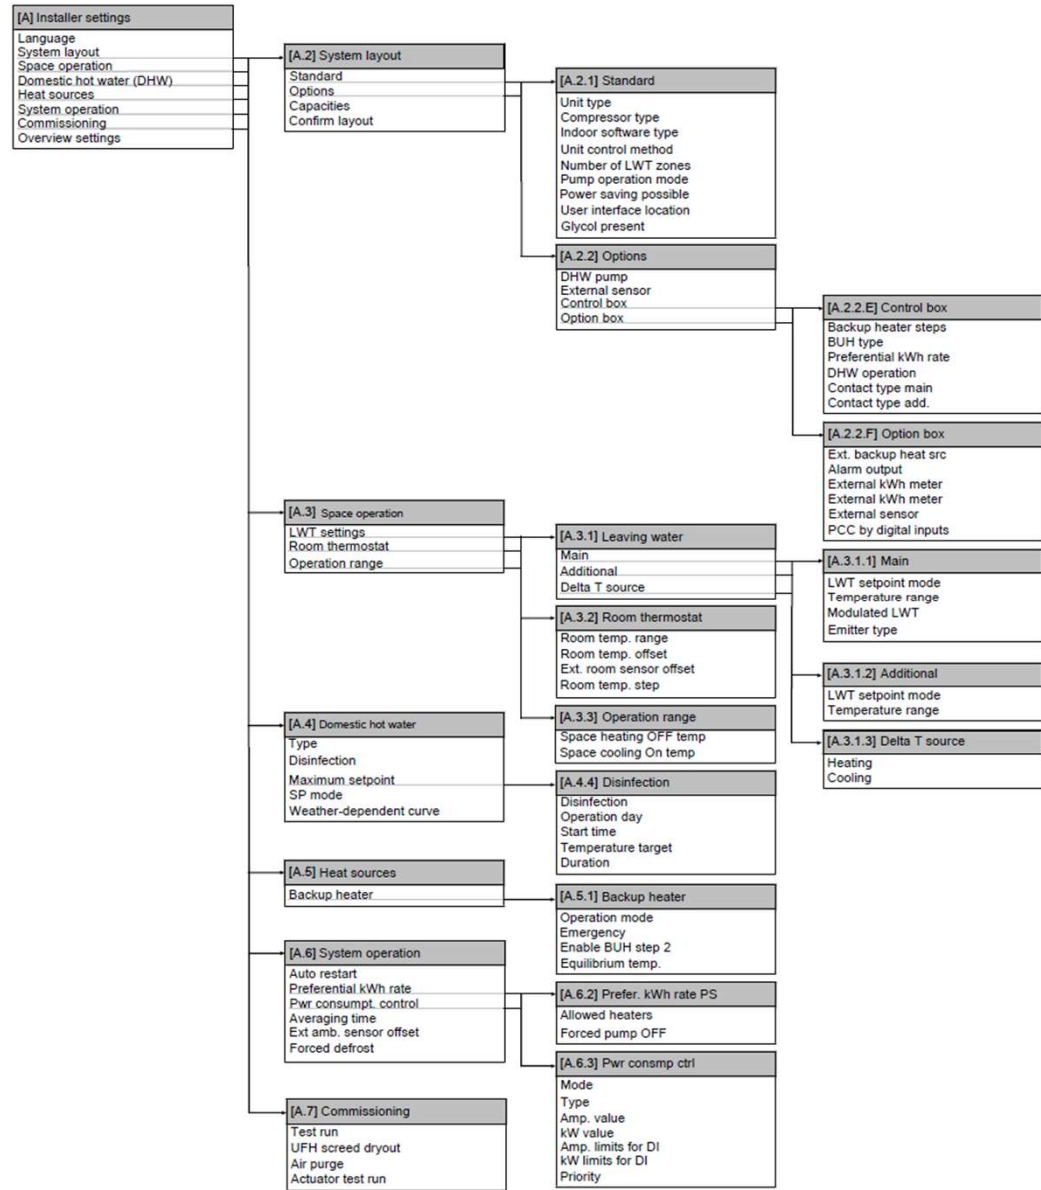 [A] Installer settings
Language
System layout
Space operation
Domestic hot water (DHW)
Heat sources
System operation
Commissioning
Overview settings
[A.2] System layout
Standard
Options
Capacities
Confirm layout
[A.2.1] Standard
Unit type
Compressor type
Indoor software type
Unit control method
Number of LWT zones
Pump operation mode
Power saving possible
User interface location
Glycol present
[A.2.2] Options
DHW pump
External sensor
Control box
Option box
[A.2.2.E] Control box
Backup heater steps
BUH type
Preferential kWh rate
DHW operation
Contact type main
Contact type add.
[A.2.2.F] Option box
Ext. backup heat src
Alarm output
External kWh meter
External kWh meter
External sensor
PCC by digital inputs
[A.3] Space operation
LWT settings
Room thermostat
Operation range
[A.3.1] Leaving water
Main
Additional
Delta T source
[A.3.1.1] Main
LWT setpoint mode
Temperature range
Modulated LWT
Emitter type
[A.3.2] Room thermostat
Room temp. range
Room temp. offset
Ext. room sensor offset
Room temp. step
[A.3.1.2] Additional
LWT setpoint mode
Temperature range
[A.3.3] Operation range
Space heating OFF temp
Space cooling On temp
[A.3.1.3] Delta T source
Heating
Cooling
[A.4] Domestic hot water
Type
Disinfection
Maximum setpoint
SP mode
Weather-dependent curve
[A.4.4] Disinfection
Disinfection
Operation day
Start time
Temperature target
Duration
[A.5] Heat sources
Backup heater
[A.5.1] Backup heater
Operation mode
Emergency
Enable BUH step 2
Equilibrium temp.
[A.6] System operation
Auto restart
Preferential kWh rate
Pwr consumpt. control
Averaging time
Ext amb. sensor offset
Forced defrost
[A.6.2] Prefer. kWh rate PS
Allowed heaters
Forced pump OFF
[A.6.3] Pwr consmp ctrl
Mode
Type
Amp. value
kW value
Amp. limits for DI
kW limits for DI
Priority
[A.7] Commissioning
Test run
UFH screed dryout
Air purge
Actuator test run